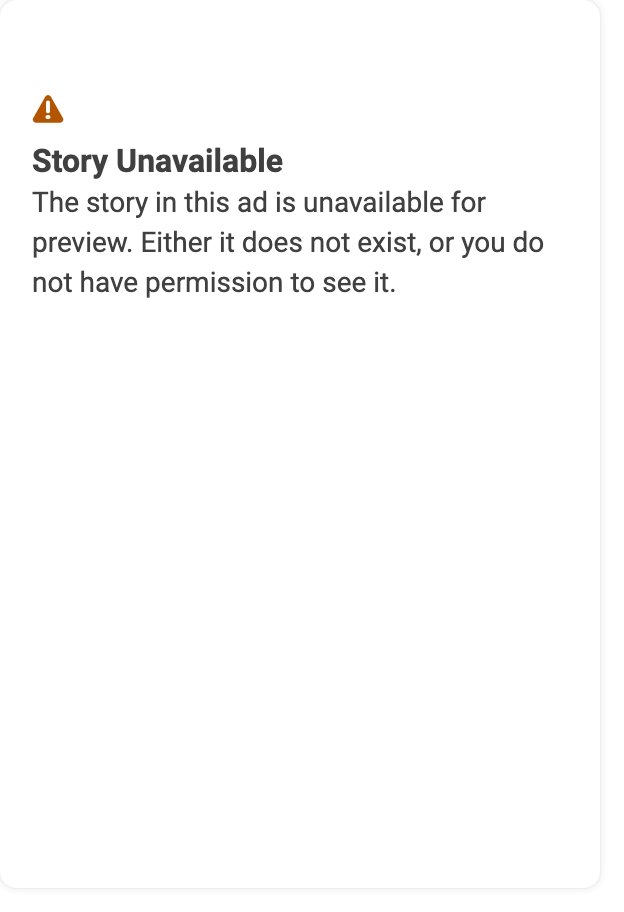 Story Unavailable
The story in this ad is unavailable for
preview. Either it does not exist, or you do
not have permission to see it.